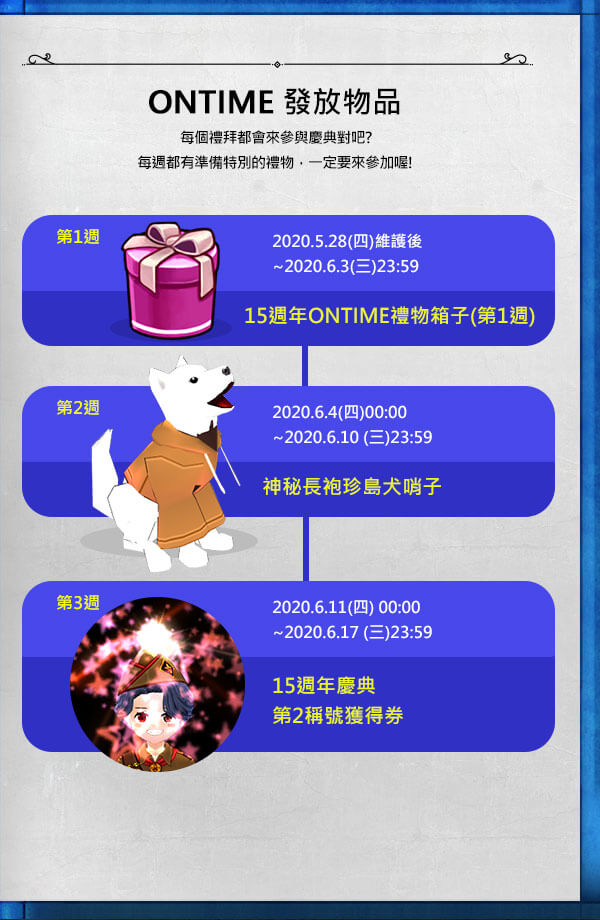 ONTIME 發放物品
每個禮拜都會來參與慶典對吧?
每週都有準備特別的禮物，一定要來參加喔!
第1週
2020.5.28(四)維護後
~2020.6.3(三)23:59
15週年ONTIME禮物箱子(第1週)
第2週
2020.6.4(四)00:00
~2020.6.10 (三)23:59
神秘長袍珍島犬哨子
第3週
2020.6.11(四) 00:00
~2020.6.17 (三)23:59
15週年慶典
第2稱號獲得券